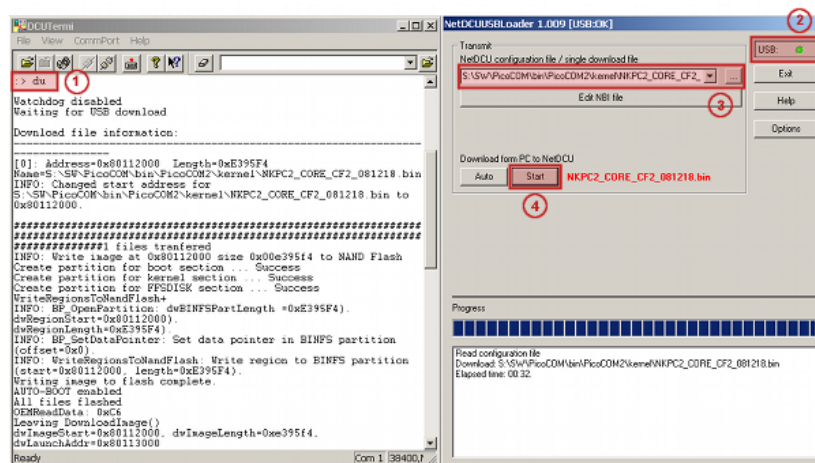 DCUTermi
File View CommPort Help
:> du
1
Watchdog disabled
Waiting for USB download
Download file information:
[0]: Address=0x80112000 Length=0xE395F4
Name=S:\SW\PicoCOM\bin\PicoCOM2\kernel\NKPC2_CORE_CF2_081218.bin
INFO: Changed start address for
S:\SW\PicoCOM\bin\PicoCOM2\kernel\NKPC2_CORE_CF2_081218.bin to
0x80112000.
################################################################
################################################################
##############1 files tranfered
INFO: Write image at 0x80112000 size 0x00e395f4 to NAND Flash
Create partition for boot section ... Success
Create partition for kernel section ... Success
Create partition for FFSDISK section ... Success
WriteRegionsToNandFlash+
INFO: BP_OpenPartition: dwBINFSPartLength =0xE395F4).
dwRegionStart=0x80112000).
dwRegionLength=0xE395F4).
INFO: BP_SetDataPointer: Set data pointer in BINFS partition
(offset=0x0).
INFO: WriteRegionsToNandFlash: Write region to BINFS partition
(start=0x80112000, length=0xE395F4).
Writing image to flash complete.
AUTO-BOOT enabled
All files flashed
OEMReadData: 0xC6
Leaving DownloadImage()
dwImageStart=0x80112000, dwImageLength=0xe395f4,
dwLaunchAddr=0x80113000
Ready
Com 1
38400,
NetDCUUSBLoader 1.009 [USB:OK]
2
Transmit
NetDCU configuration file / single download file
S:\SW\PicoCOM\bin\PicoCOM2\kernel\NKPC2_CORE_CF2_
...
3
Edit NBI file
Download form PC to NetDCU
Auto
Start
NKPC2_CORE_CF2_081218.bin
4
USB:
Exit
Help
Options
Progress
Read configuration file
Download: S:\SW\PicoCOM\bin\PicoCOM2\kernel\NKPC2_CORE_CF2_081218.bin
Elapsed time: 00:32.